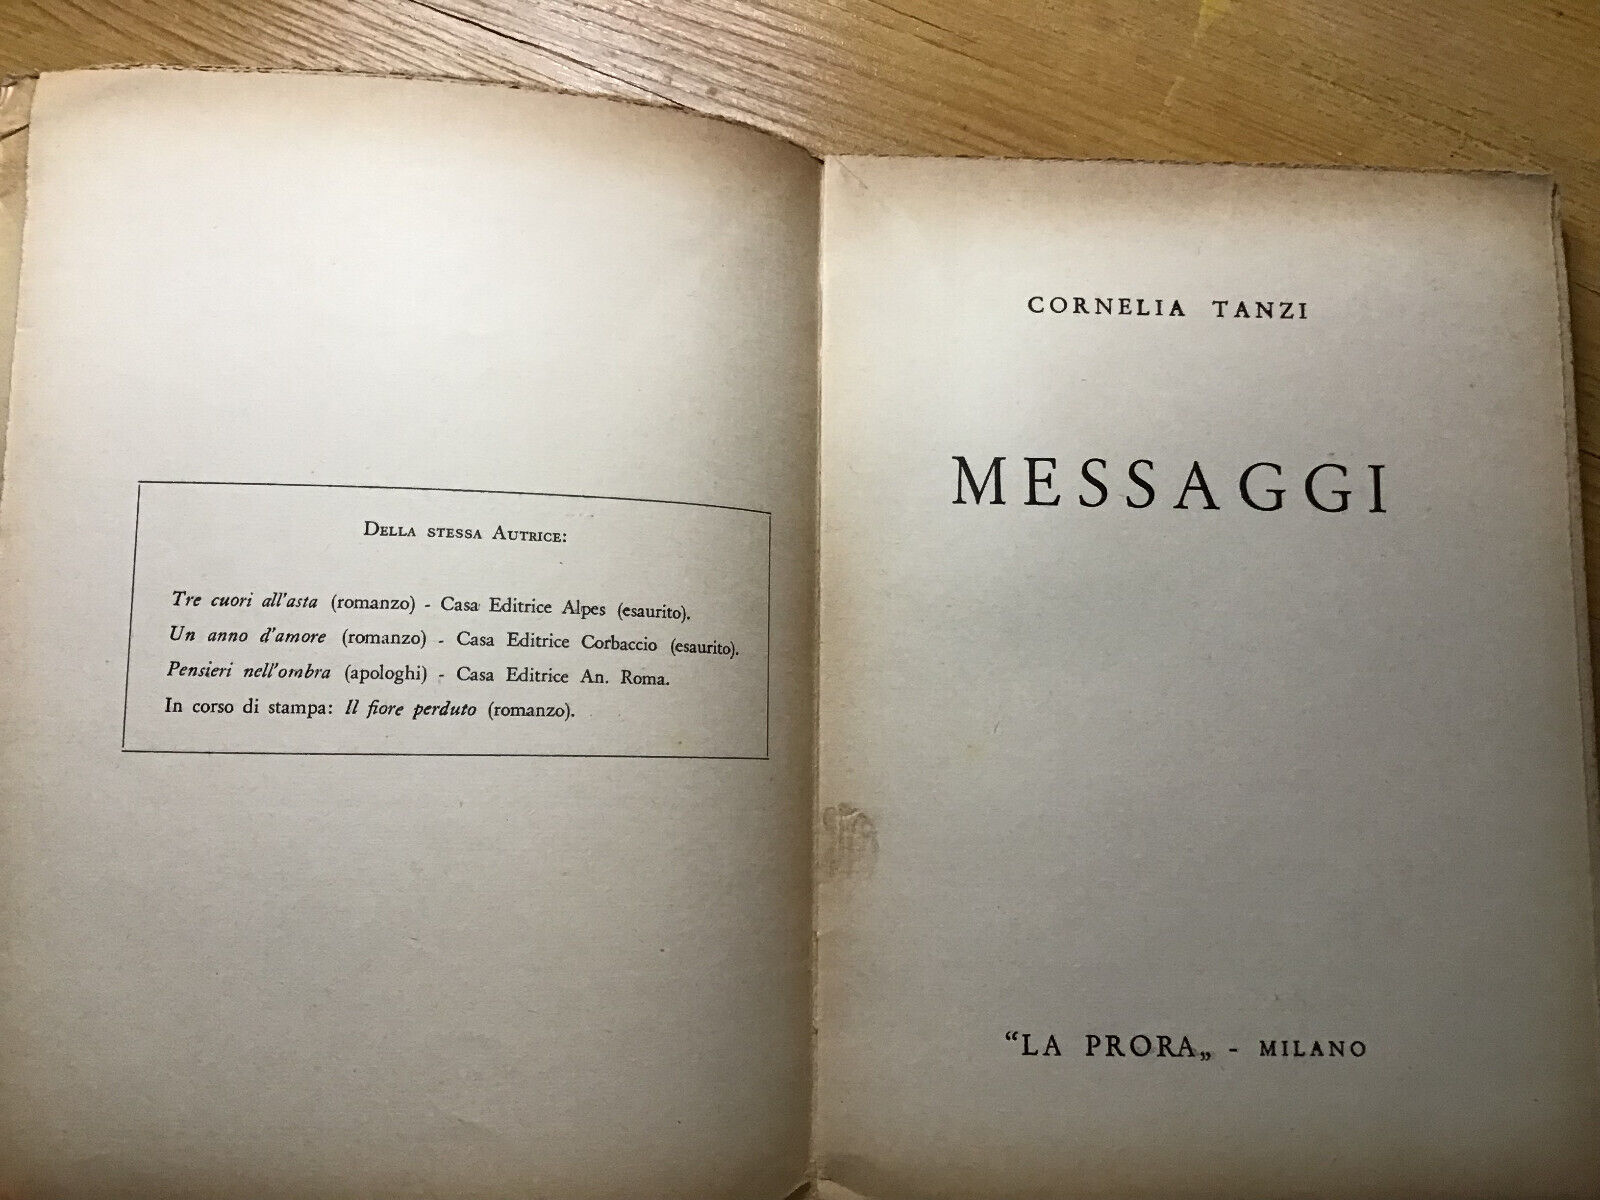 DELLA STESSA AUTRICE:
Tre cuori all'asta (romanzo) - Casa Editrice Alpes (esaurito).
Un anno d'amore (romanzo) - Casa Editrice Corbaccio (esaurito).
Pensieri nell'ombra (apologhi) - Casa Editrice An. Roma.
In corso di stampa: Il fiore perduto (romanzo).
CORNELIA TANZI
MESSAGGI
“LA PRORA„ - MILANO